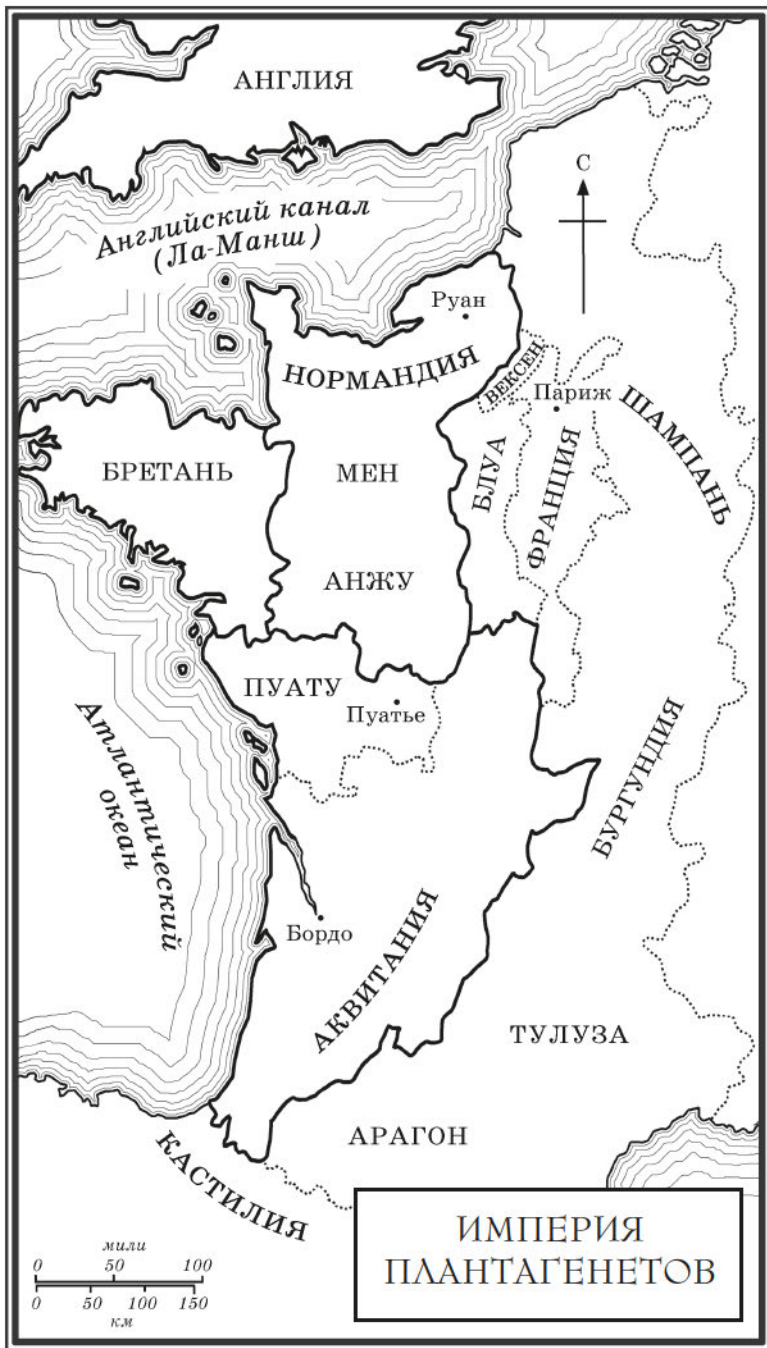 АНГЛИЯ
С
Английский канал
(Ла-Манш)
Руан
НОРМАНДИЯ
ВЕКСЕН
Париж
ШАМПАНЬ
БРЕТАНЬ
МЕН
БЛУА
ФРАНЦИЯ
АНЖУ
ПУАТУ
Пуатье
Атлантический
океан
БУРГУНДИЯ
Бордо
АКВИТАНИЯ
ТУЛУЗА
АРАГОН
КАСТИЛИЯ
ИМПЕРИЯ
ПЛАНТАГЕНЕТОВ
мили
0 50 100
0 50 100 150
км